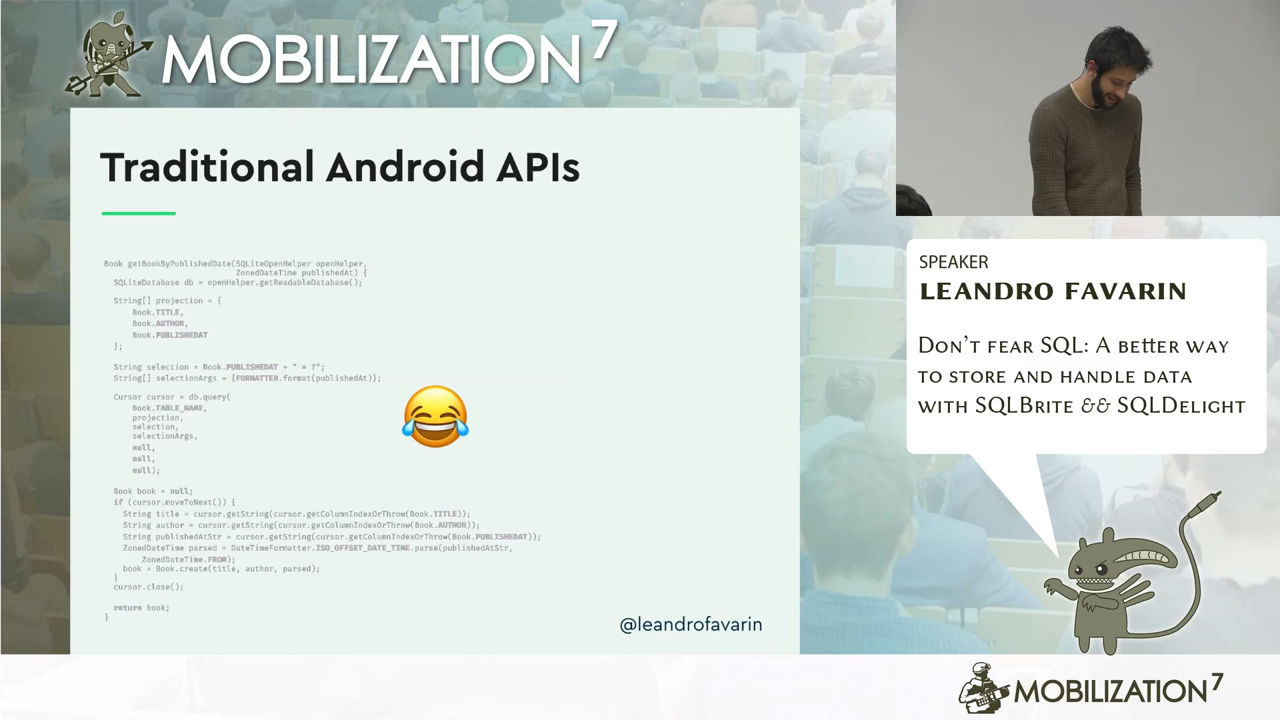 MOBILIZATION 7
Traditional Android APIs
Book getBookByPublishedDate(SQLiteOpenHelper openHelper,
ZonedDateTime publishedAt) {
SQLiteDatabase db = openHelper.getReadableDatabase();
String[] projection = {
Book.TITLE,
Book.AUTHOR,
Book.PUBLISHEDAT
};
String selection = Book.PUBLISHEDAT + " = ?";
String[] selectionArgs = {FORMATTER.format(publishedAt)};
Cursor cursor = db.query(
Book.TABLE_NAME,
projection,
selection,
selectionArgs,
null,
null,
null);
Book book = null;
if (cursor.moveToNext()) {
String title = cursor.getString(cursor.getColumnIndexOrThrow(Book.TITLE));
String author = cursor.getString(cursor.getColumnIndexOrThrow(Book.AUTHOR));
String publishedAtStr = cursor.getString(cursor.getColumnIndexOrThrow(Book.PUBLISHEDAT));
ZonedDateTime parsed = DateTimeFormatter.ISO_OFFSET_DATE_TIME.parse(publishedAtStr,
ZonedDateTime.FROM);
book = Book.create(title, author, parsed);
}
cursor.close();
return book;
}
@leandrofavarin
SPEAKER
LEANDRO FAVARIN
DON'T FEAR SQL: A BETTER WAY
TO STORE AND HANDLE DATA
WITH SQLBRITE && SQLDELIGHT
MOBILIZATION 7